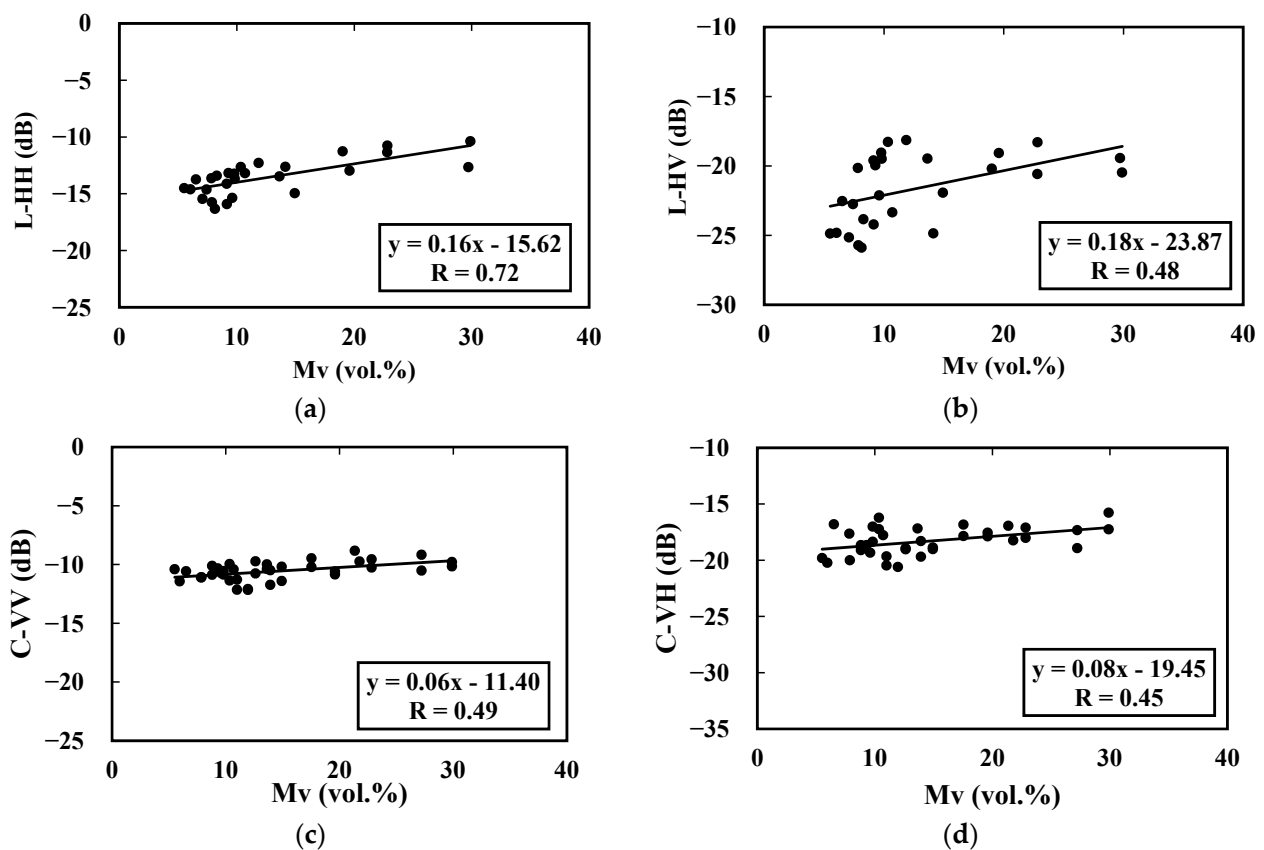 0
−5
−10
−15
−20
−25
L-HH (dB)
y = 0.16x - 15.62
R = 0.72
0 10 20 30 40
Mv (vol.%)
(a)
−10
−15
−20
−25
−30
L-HV (dB)
y = 0.18x - 23.87
R = 0.48
0 10 20 30 40
Mv (vol.%)
(b)
0
−5
−10
−15
−20
−25
C-VV (dB)
y = 0.06x - 11.40
R = 0.49
0 10 20 30 40
Mv (vol.%)
(c)
−10
−15
−20
−25
−30
−35
C-VH (dB)
y = 0.08x - 19.45
R = 0.45
0 10 20 30 40
Mv (vol.%)
(d)